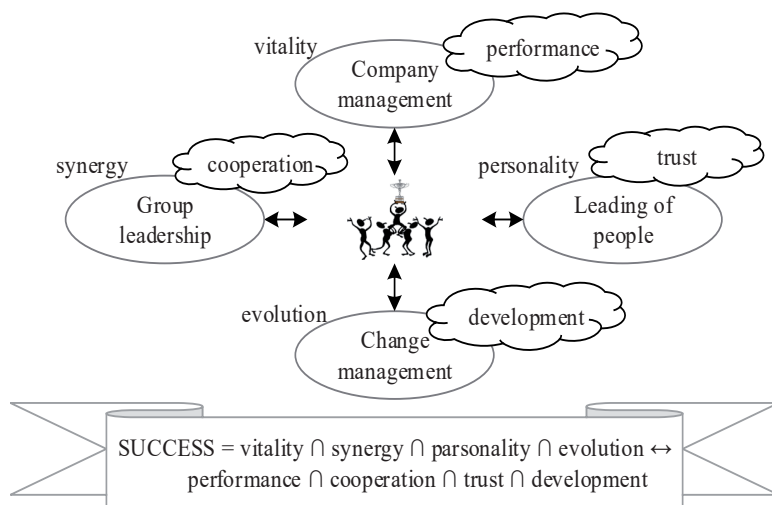 vitality
performance
Company
management
synergy
cooperation
Group
leadership
personality
trust
Leading of
people
evolution
development
Change
management
SUCCESS = vitality ∩ synergy ∩ parsonality ∩ evolution ↔
performance ∩ cooperation ∩ trust ∩ development